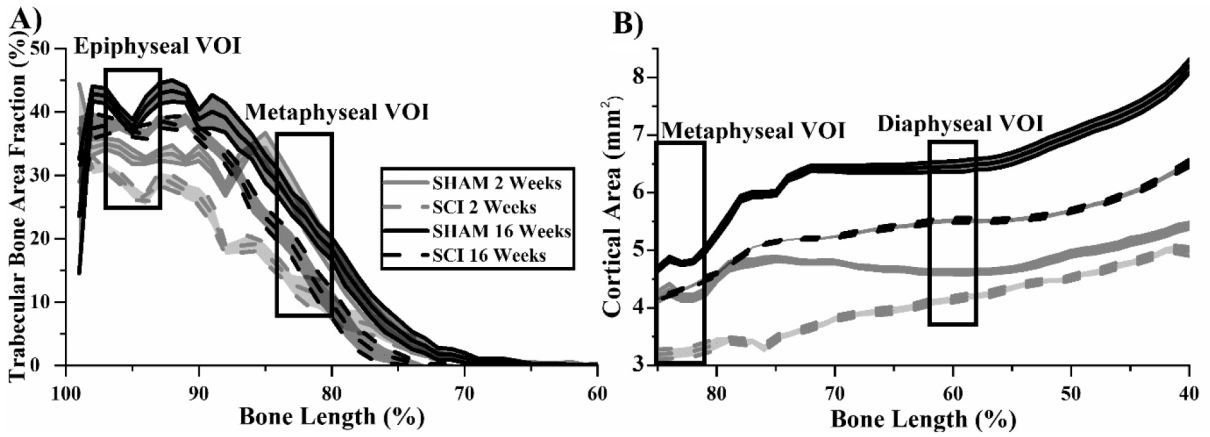 A)
Trabecular Bone Area Fraction (%)
50
40
30
20
10
0
Epiphyseal VOI
Metaphyseal VOI
SHAM 2 Weeks
SCI 2 Weeks
SHAM 16 Weeks
SCI 16 Weeks
100
90
80
70
60
Bone Length (%)
B)
Cortical Area (mm²)
8
7
6
5
4
3
Metaphyseal VOI
Diaphyseal VOI
80
70
60
50
40
Bone Length (%)